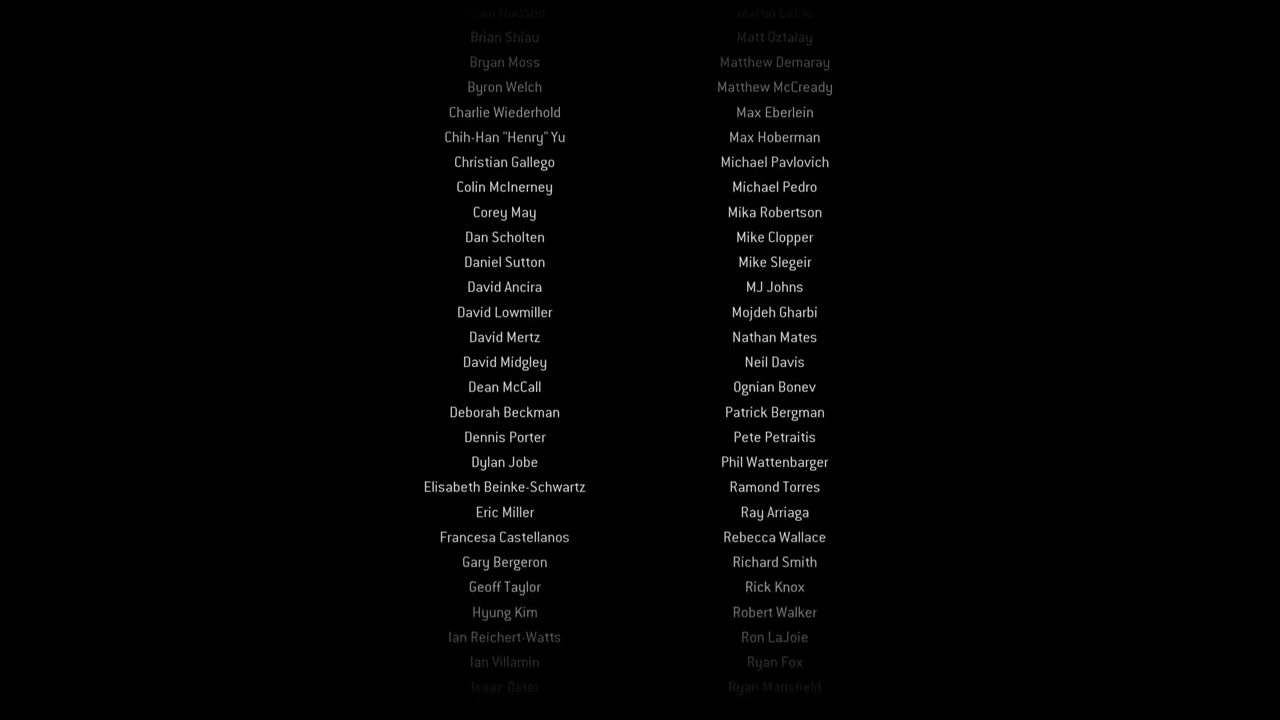 Brian Shiau
Bryan Moss
Byron Welch
Charlie Wiederhold
Chih-Han "Henry" Yu
Christian Gallego
Colin McInerney
Corey May
Dan Scholten
Daniel Sutton
David Ancira
David Lowmiller
David Mertz
David Midgley
Dean McCall
Deborah Beckman
Dennis Porter
Dylan Jobe
Elisabeth Beinke-Schwartz
Eric Miller
Francesa Castellanos
Gary Bergeron
Geoff Taylor
Hyung Kim
Ian Reichert-Watts
Ian Villamin
Isaac Oster
Matt Oztalay
Matthew Demaray
Matthew McCready
Max Eberlein
Max Hoberman
Michael Pavlovich
Michael Pedro
Mika Robertson
Mike Clopper
Mike Slegeir
MJ Johns
Mojdeh Gharbi
Nathan Mates
Neil Davis
Ognian Bonev
Patrick Bergman
Pete Petraitis
Phil Wattenbarger
Ramond Torres
Ray Arriaga
Rebecca Wallace
Richard Smith
Rick Knox
Robert Walker
Ron LaJoie
Ryan Fox
Ryan Mansfield